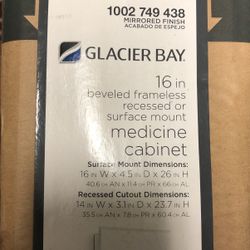 1002 749 438
MIRRORED FINISH
ACABADO DE ESPEJO
GLACIER BAY.
16 in
beveled frameless
recessed or
surface mount
medicine
cabinet
Surface Mount Dimensions:
16 IN W x 4.5 IN D x 26 IN H
40.6 cm AN x 11.4 cm PR x 66 cm AL
Recessed Cutout Dimensions:
14 IN W x 3.1 IN D x 23.7 IN H
35.5 cm AN x 7.8 cm PR x 60.4 cm AL